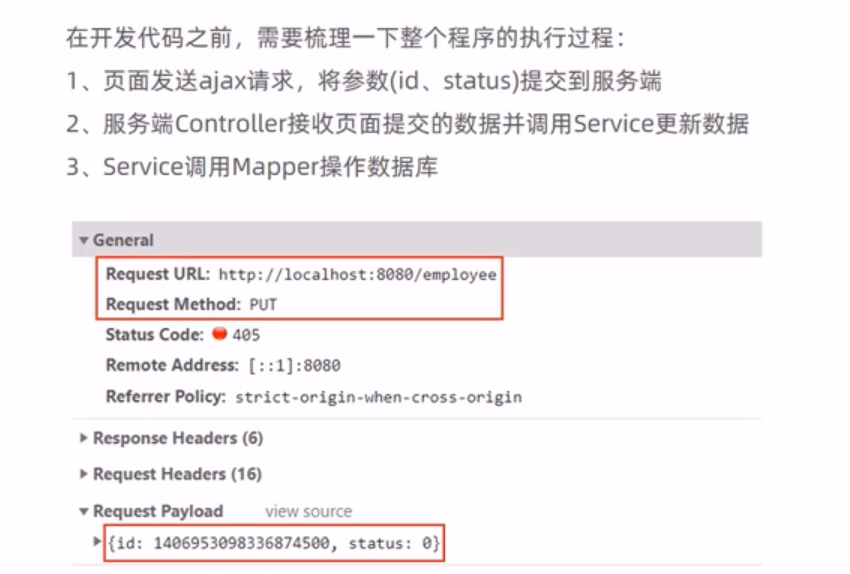 在开发代码之前，需要梳理一下整个程序的执行过程：
1、页面发送ajax请求，将参数(id、status)提交到服务端
2、服务端Controller接收页面提交的数据并调用Service更新数据
3、Service调用Mapper操作数据库
General
Request URL: http://localhost:8080/employee
Request Method: PUT
Status Code: 405
Remote Address: [::1]:8080
Referrer Policy: strict-origin-when-cross-origin
Response Headers (6)
Request Headers (16)
Request Payload view source
{id: 1406953098336874500, status: 0}